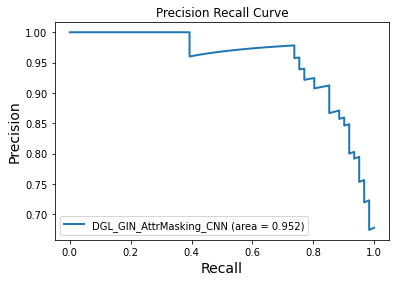 Precision Recall Curve
Precision
1.00
0.95
0.90
0.85
0.80
0.75
0.70
DGL_GIN_AttrMasking_CNN (area = 0.952)
0.0 0.2 0.4 0.6 0.8 1.0
Recall